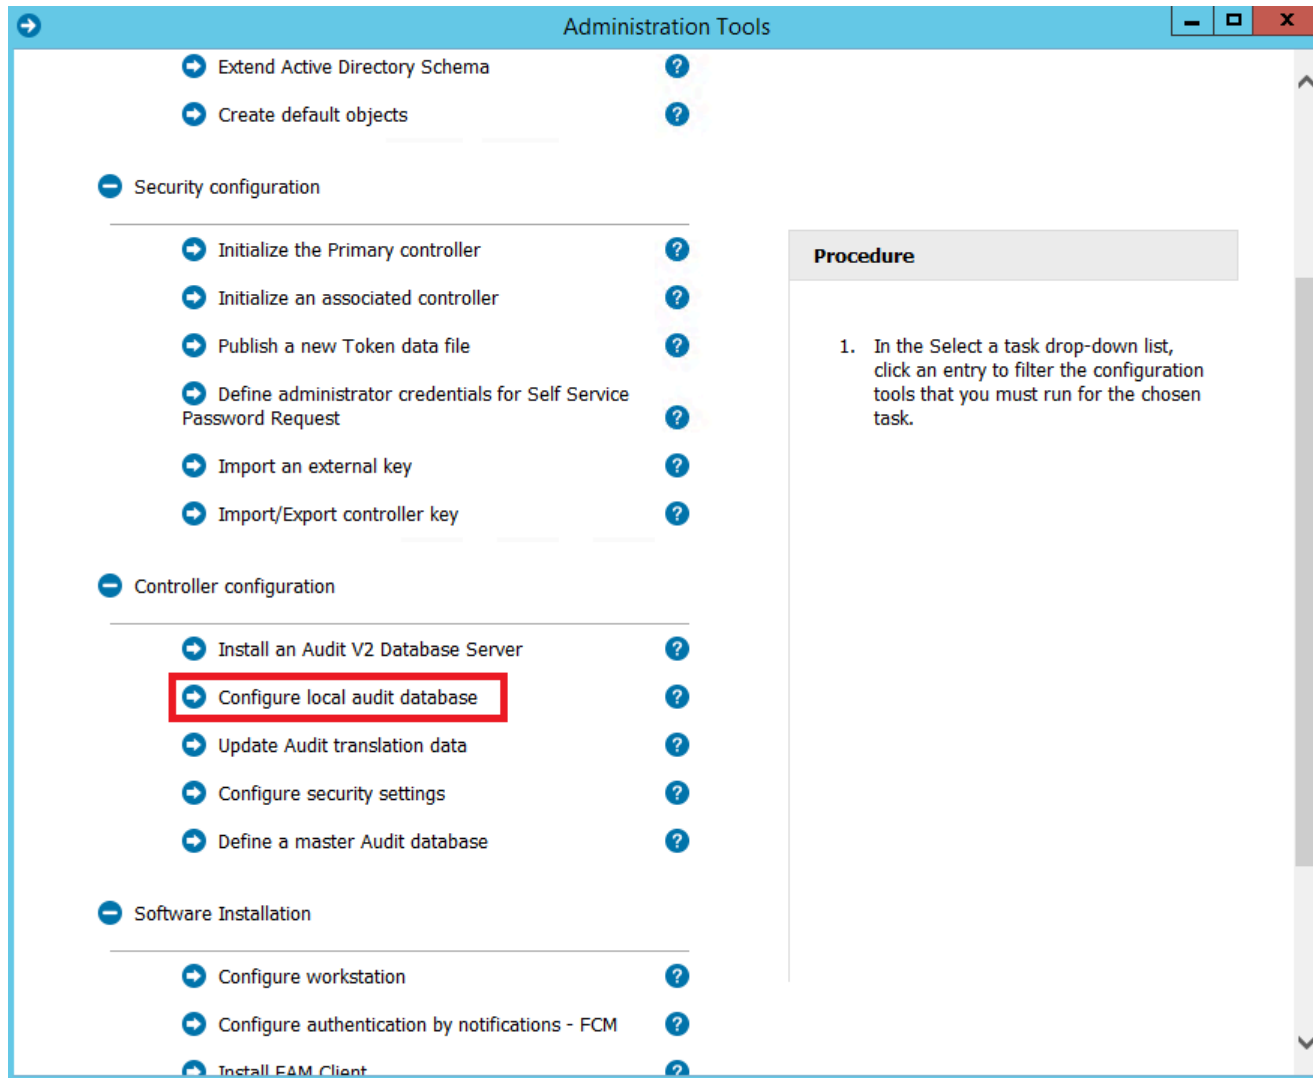 Administration Tools
Extend Active Directory Schema
Create default objects
Security configuration
Initialize the Primary controller
Initialize an associated controller
Publish a new Token data file
Define administrator credentials for Self Service
Password Request
Import an external key
Import/Export controller key
Controller configuration
Install an Audit V2 Database Server
Configure local audit database
Update Audit translation data
Configure security settings
Define a master Audit database
Software Installation
Configure workstation
Configure authentication by notifications - FCM
Install EAM Client
Procedure
1. In the Select a task drop-down list,
click an entry to filter the configuration
tools that you must run for the chosen
task.